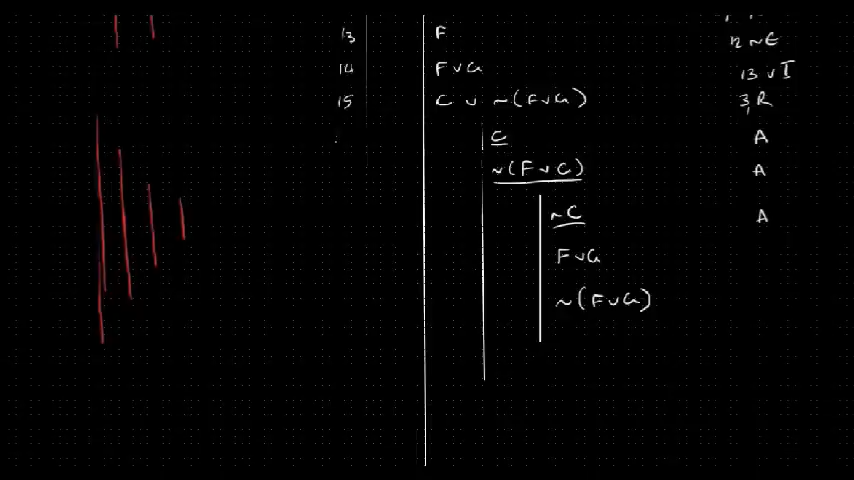 13 F 12 ~E
14 F v G 13 v I
15 C v ~(F v G) 3, R
C A
~(F v G) A
~C A
F v G
~(F v G)